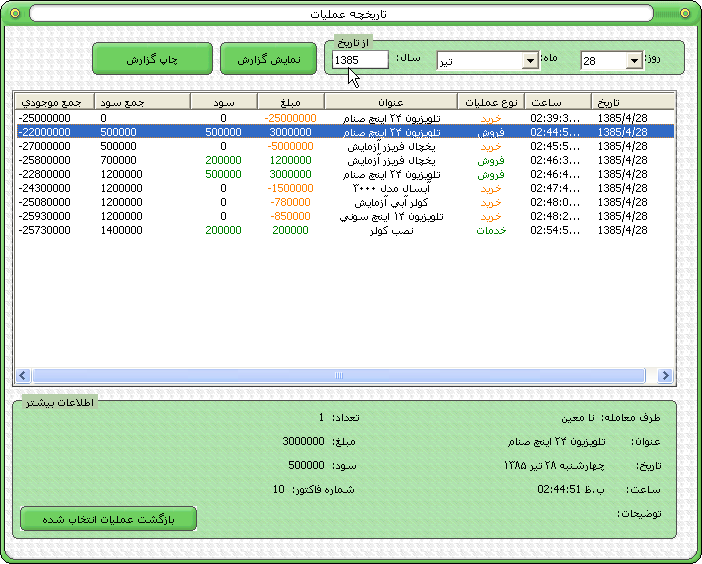 تاریخچه عملیات
از تاریخ
روز: 28 ماه: تیر سال: 1385 نمایش گزارش چاپ گزارش
تاریخ ساعت نوع عملیات عنوان مبلغ سود جمع سود جمع موجودي
1385/4/28 02:39:3... خرید تلویزیون ۲۴ اینچ صنام -25000000 0 0 -25000000
1385/4/28 02:44:5... فروش تلویزیون ۲۴ اینچ صنام 3000000 500000 500000 -22000000
1385/4/28 02:45:5... خرید یخچال فریزر آزمایش -5000000 0 500000 -27000000
1385/4/28 02:46:3... فروش یخچال فریزر آزمایش 1200000 200000 700000 -25800000
1385/4/28 02:46:4... فروش تلویزیون ۲۴ اینچ صنام 3000000 500000 1200000 -22800000
1385/4/28 02:47:4... خرید آبسال مدل ۲۰۰۰ -1500000 0 1200000 -24300000
1385/4/28 02:48:0... خرید کولر آبي آزمایش -780000 0 1200000 -25080000
1385/4/28 02:48:2... خرید تلویزیون ۱۴ اینچ سوني -850000 0 1200000 -25930000
1385/4/28 02:54:5... خدمات نصب کولر 200000 200000 1400000 -25730000
اطلاعات بیشتر
طرف معامله: نا معین تعداد: 1
عنوان: تلویزیون ۲۴ اینچ صنام مبلغ: 3000000
تاریخ: چهارشنبه ۲۸ تیر ۱۳۸۵ سود: 500000
ساعت: 02:44:51 ب.ظ شماره فاکتور: 10
توضیحات:
بازگشت عملیات انتخاب شده